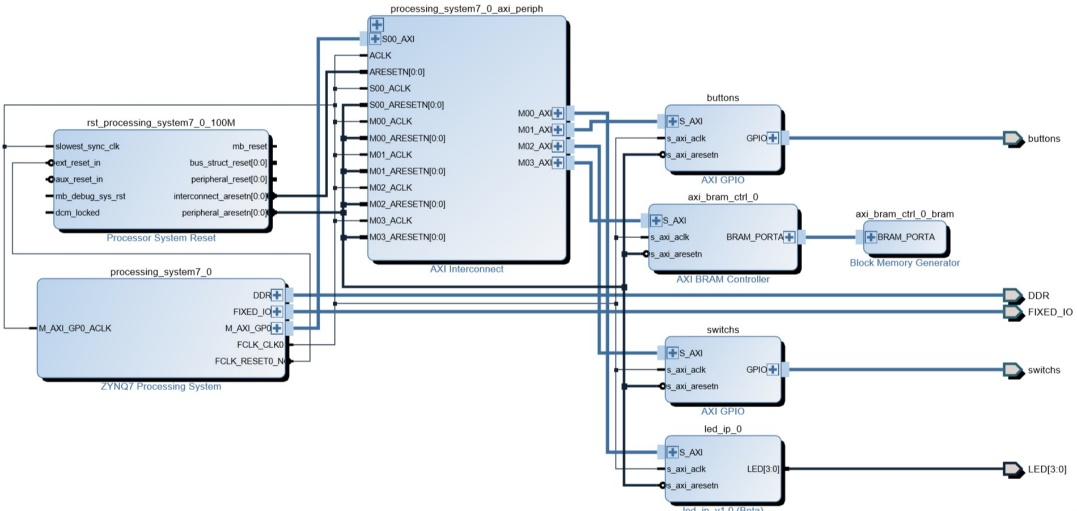 processing_system7_0_axi_periph
S00_AXI
ACLK
ARESETN[0:0]
S00_ACLK
S00_ARESETN[0:0]
M00_ACLK
M00_ARESETN[0:0]
M01_ACLK
M01_ARESETN[0:0]
M02_ACLK
M02_ARESETN[0:0]
M03_ACLK
M03_ARESETN[0:0]
M00_AXI
M01_AXI
M02_AXI
M03_AXI
AXI Interconnect
rst_processing_system7_0_100M
slowest_sync_clk
ext_reset_in
aux_reset_in
mb_debug_sys_rst
dcm_locked
mb_reset
bus_struct_reset[0:0]
peripheral_reset[0:0]
interconnect_aresetn[0:0]
peripheral_aresetn[0:0]
Processor System Reset
processing_system7_0
M_AXI_GP0_ACLK
DDR
FIXED_IO
M_AXI_GP0
FCLK_CLK0
FCLK_RESET0_N
ZYNQ7 Processing System
buttons
S_AXI
s_axi_aclk
s_axi_aresetn
GPIO
AXI GPIO
buttons
axi_bram_ctrl_0
S_AXI
s_axi_aclk
s_axi_aresetn
BRAM_PORTA
AXI BRAM Controller
axi_bram_ctrl_0_bram
BRAM_PORTA
Block Memory Generator
DDR
FIXED_IO
switchs
S_AXI
s_axi_aclk
s_axi_aresetn
GPIO
AXI GPIO
switchs
led_ip_0
S_AXI
s_axi_aclk
s_axi_aresetn
LED[3:0]
LED[3:0]
led_ip_v1.0 (Beta)